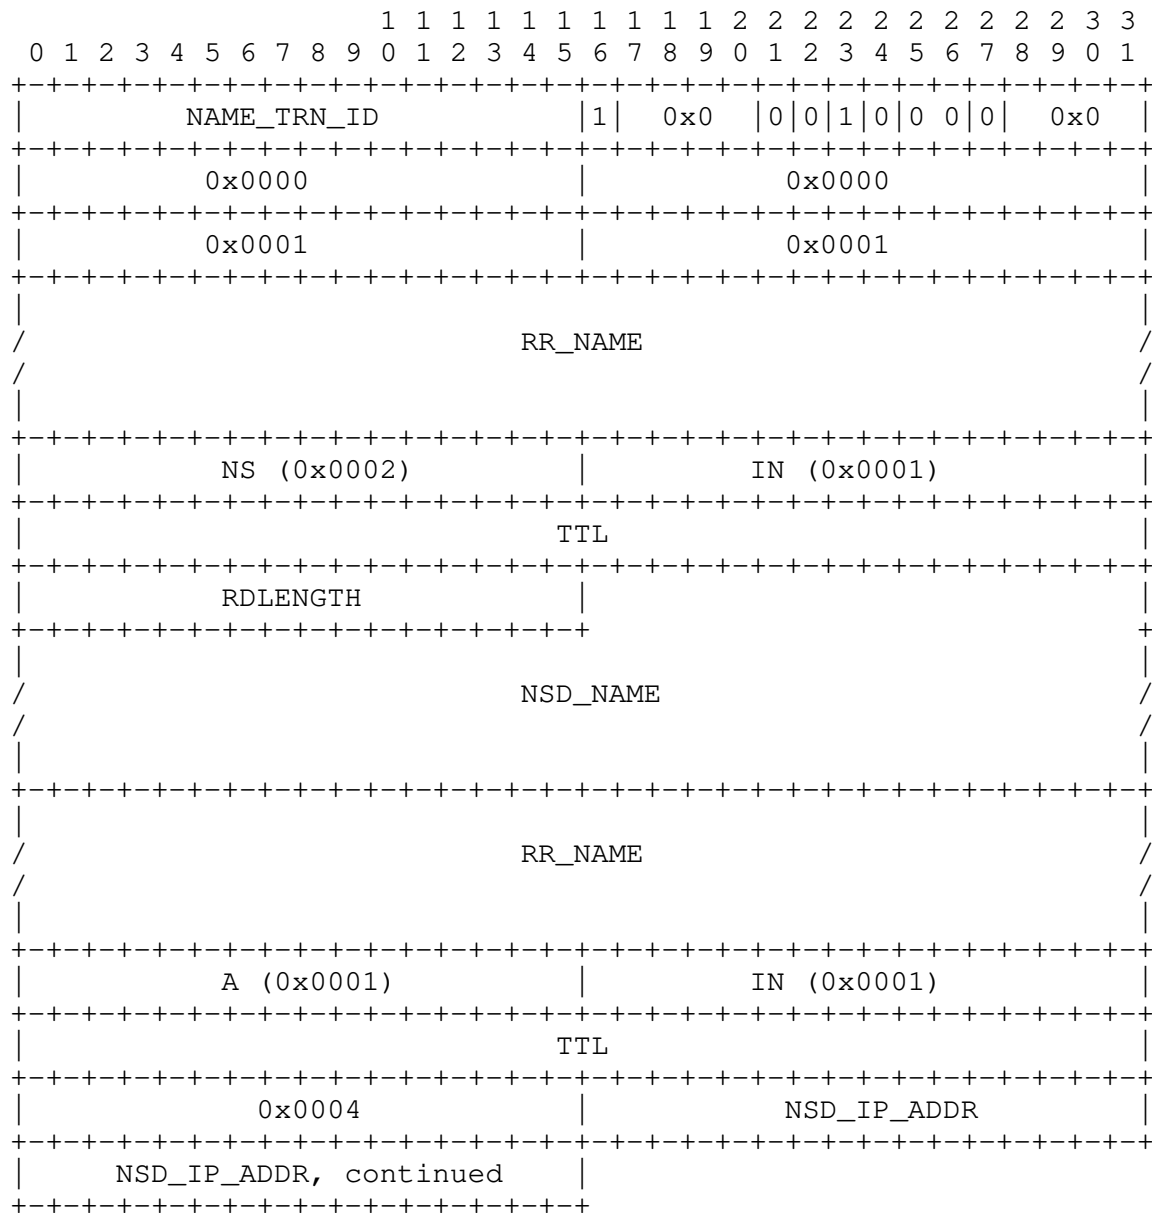 1 1 1 1 1 1 1 1 1 1 2 2 2 2 2 2 2 2 2 2 3 3
 0 1 2 3 4 5 6 7 8 9 0 1 2 3 4 5 6 7 8 9 0 1 2 3 4 5 6 7 8 9 0 1
+-+-+-+-+-+-+-+-+-+-+-+-+-+-+-+-+-+-+-+-+-+-+-+-+-+-+-+-+-+-+-+-+
|         NAME_TRN_ID           |1|  0x0  |0|0|1|0|0 0|0|  0x0  |
+-+-+-+-+-+-+-+-+-+-+-+-+-+-+-+-+-+-+-+-+-+-+-+-+-+-+-+-+-+-+-+-+
|          0x0000               |           0x0000              |
+-+-+-+-+-+-+-+-+-+-+-+-+-+-+-+-+-+-+-+-+-+-+-+-+-+-+-+-+-+-+-+-+
|          0x0001               |           0x0001              |
+-+-+-+-+-+-+-+-+-+-+-+-+-+-+-+-+-+-+-+-+-+-+-+-+-+-+-+-+-+-+-+-+
|                                                               |
/                            RR_NAME                            /
/                                                               /
|                                                               |
+-+-+-+-+-+-+-+-+-+-+-+-+-+-+-+-+-+-+-+-+-+-+-+-+-+-+-+-+-+-+-+-+
|           NS (0x0002)         |         IN (0x0001)           |
+-+-+-+-+-+-+-+-+-+-+-+-+-+-+-+-+-+-+-+-+-+-+-+-+-+-+-+-+-+-+-+-+
|                              TTL                              |
+-+-+-+-+-+-+-+-+-+-+-+-+-+-+-+-+-+-+-+-+-+-+-+-+-+-+-+-+-+-+-+-+
|           RDLENGTH            |                               |
+-+-+-+-+-+-+-+-+-+-+-+-+-+-+-+-+                               +
|                                                               |
/                            NSD_NAME                           /
/                                                               /
|                                                               |
+-+-+-+-+-+-+-+-+-+-+-+-+-+-+-+-+-+-+-+-+-+-+-+-+-+-+-+-+-+-+-+-+
|                                                               |
/                            RR_NAME                            /
/                                                               /
|                                                               |
+-+-+-+-+-+-+-+-+-+-+-+-+-+-+-+-+-+-+-+-+-+-+-+-+-+-+-+-+-+-+-+-+
|           A (0x0001)          |         IN (0x0001)           |
+-+-+-+-+-+-+-+-+-+-+-+-+-+-+-+-+-+-+-+-+-+-+-+-+-+-+-+-+-+-+-+-+
|                              TTL                              |
+-+-+-+-+-+-+-+-+-+-+-+-+-+-+-+-+-+-+-+-+-+-+-+-+-+-+-+-+-+-+-+-+
|             0x0004            |           NSD_IP_ADDR         |
+-+-+-+-+-+-+-+-+-+-+-+-+-+-+-+-+-+-+-+-+-+-+-+-+-+-+-+-+-+-+-+-+
|     NSD_IP_ADDR, continued    |
+-+-+-+-+-+-+-+-+-+-+-+-+-+-+-+-+